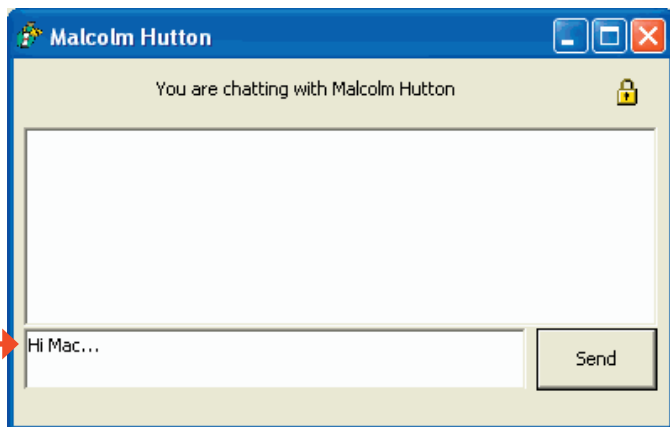 Malcolm Hutton
You are chatting with Malcolm Hutton
Hi Mac...
Send